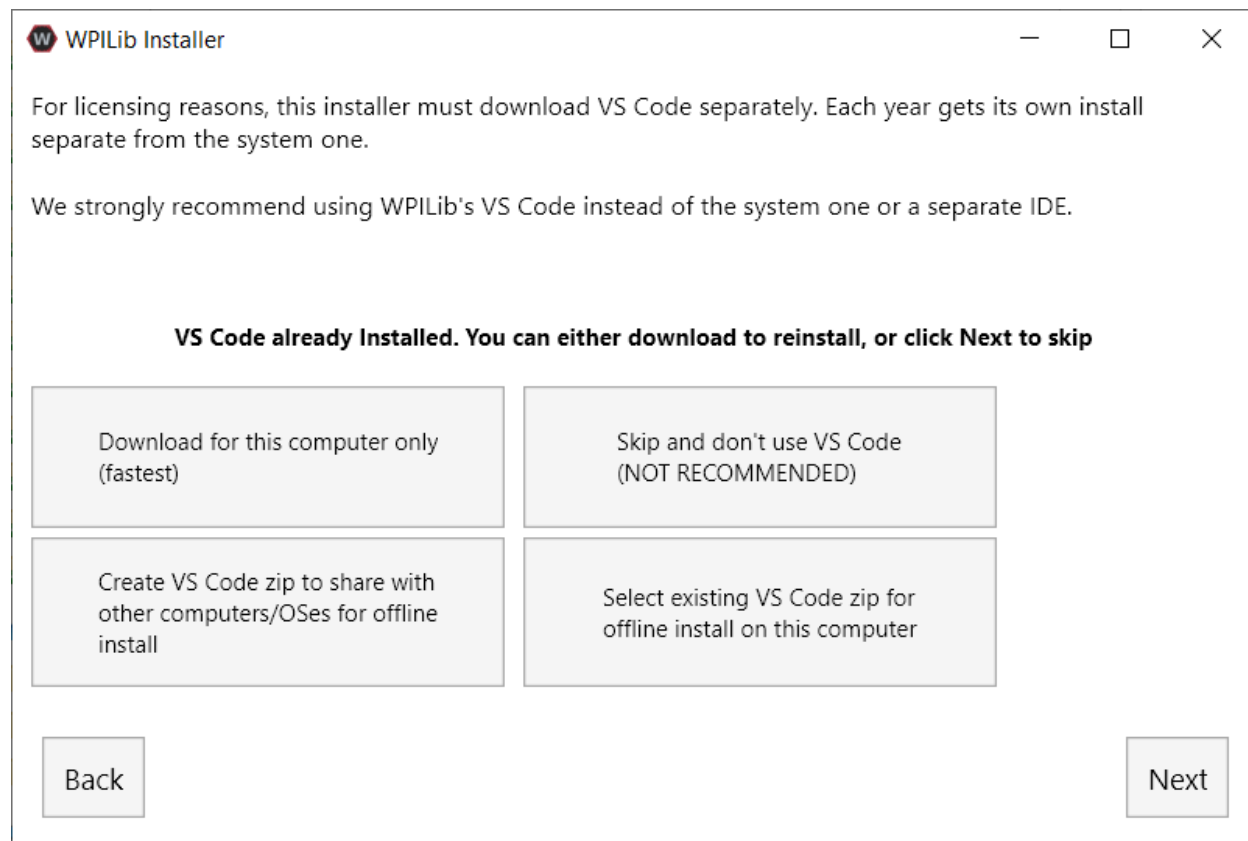 W WPILib Installer
For licensing reasons, this installer must download VS Code separately. Each year gets its own install
separate from the system one.
We strongly recommend using WPILib's VS Code instead of the system one or a separate IDE.
VS Code already Installed. You can either download to reinstall, or click Next to skip
Download for this computer only
(fastest)
Skip and don't use VS Code
(NOT RECOMMENDED)
Create VS Code zip to share with
other computers/OSes for offline
install
Select existing VS Code zip for
offline install on this computer
Back
Next